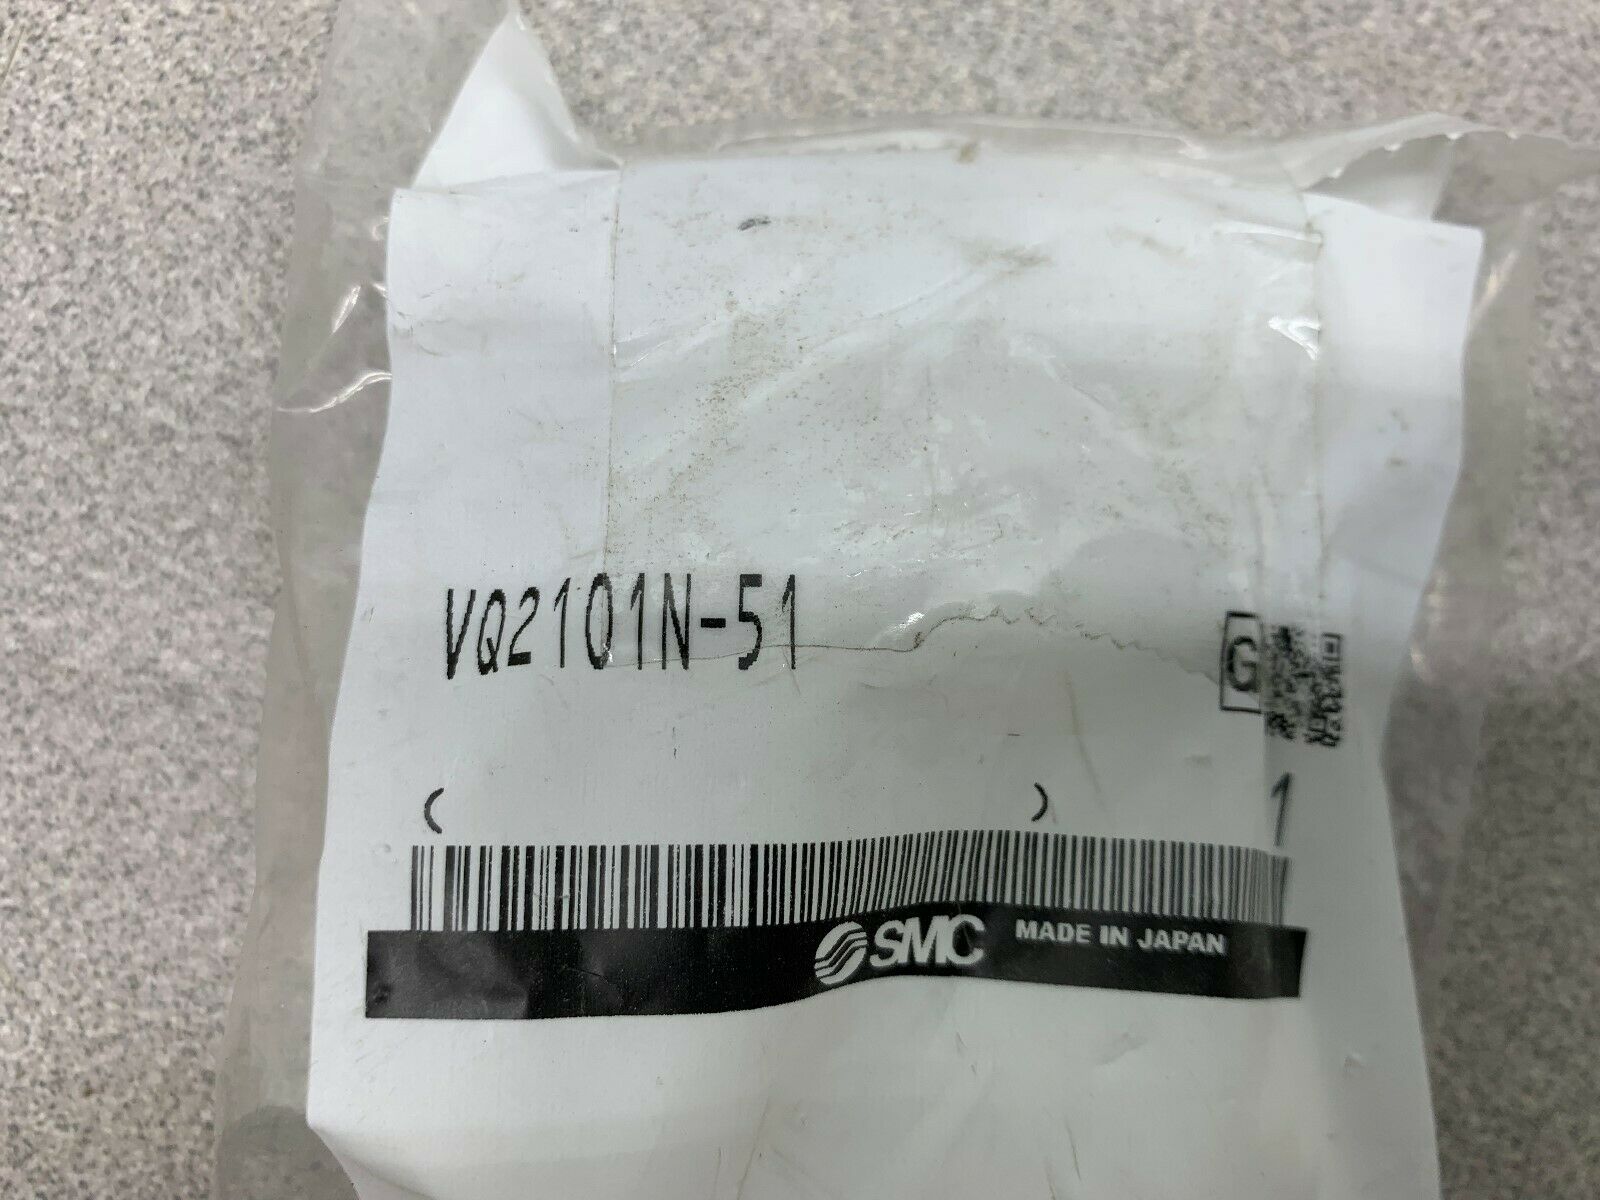 VQ2101N-51
G
( ) 1
SMC MADE IN JAPAN